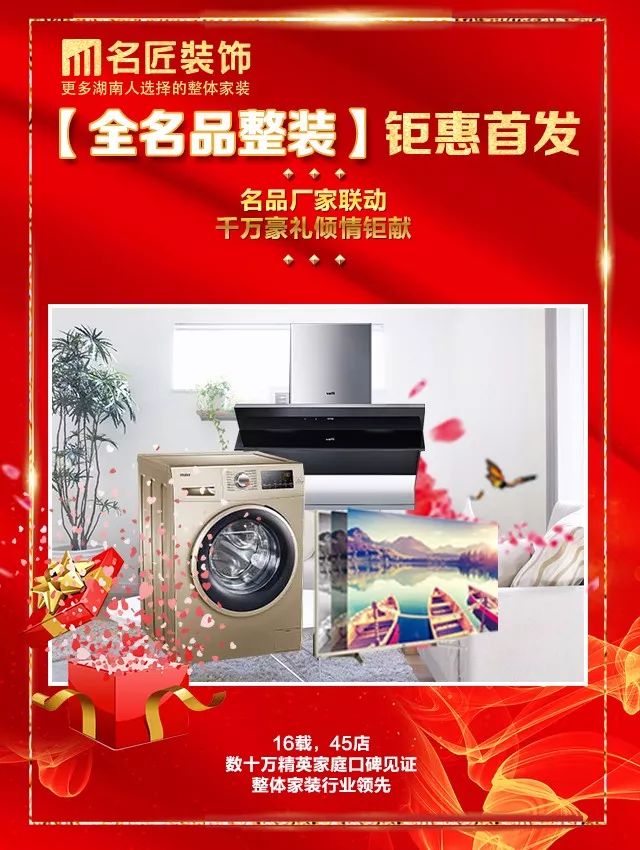 名匠装饰
更多湖南人选择的整体家装
【全名品整装】钜惠首发
名品厂家联动
千万豪礼倾情钜献
16载，45店
数十万精英家庭口碑见证
整体家装行业领先